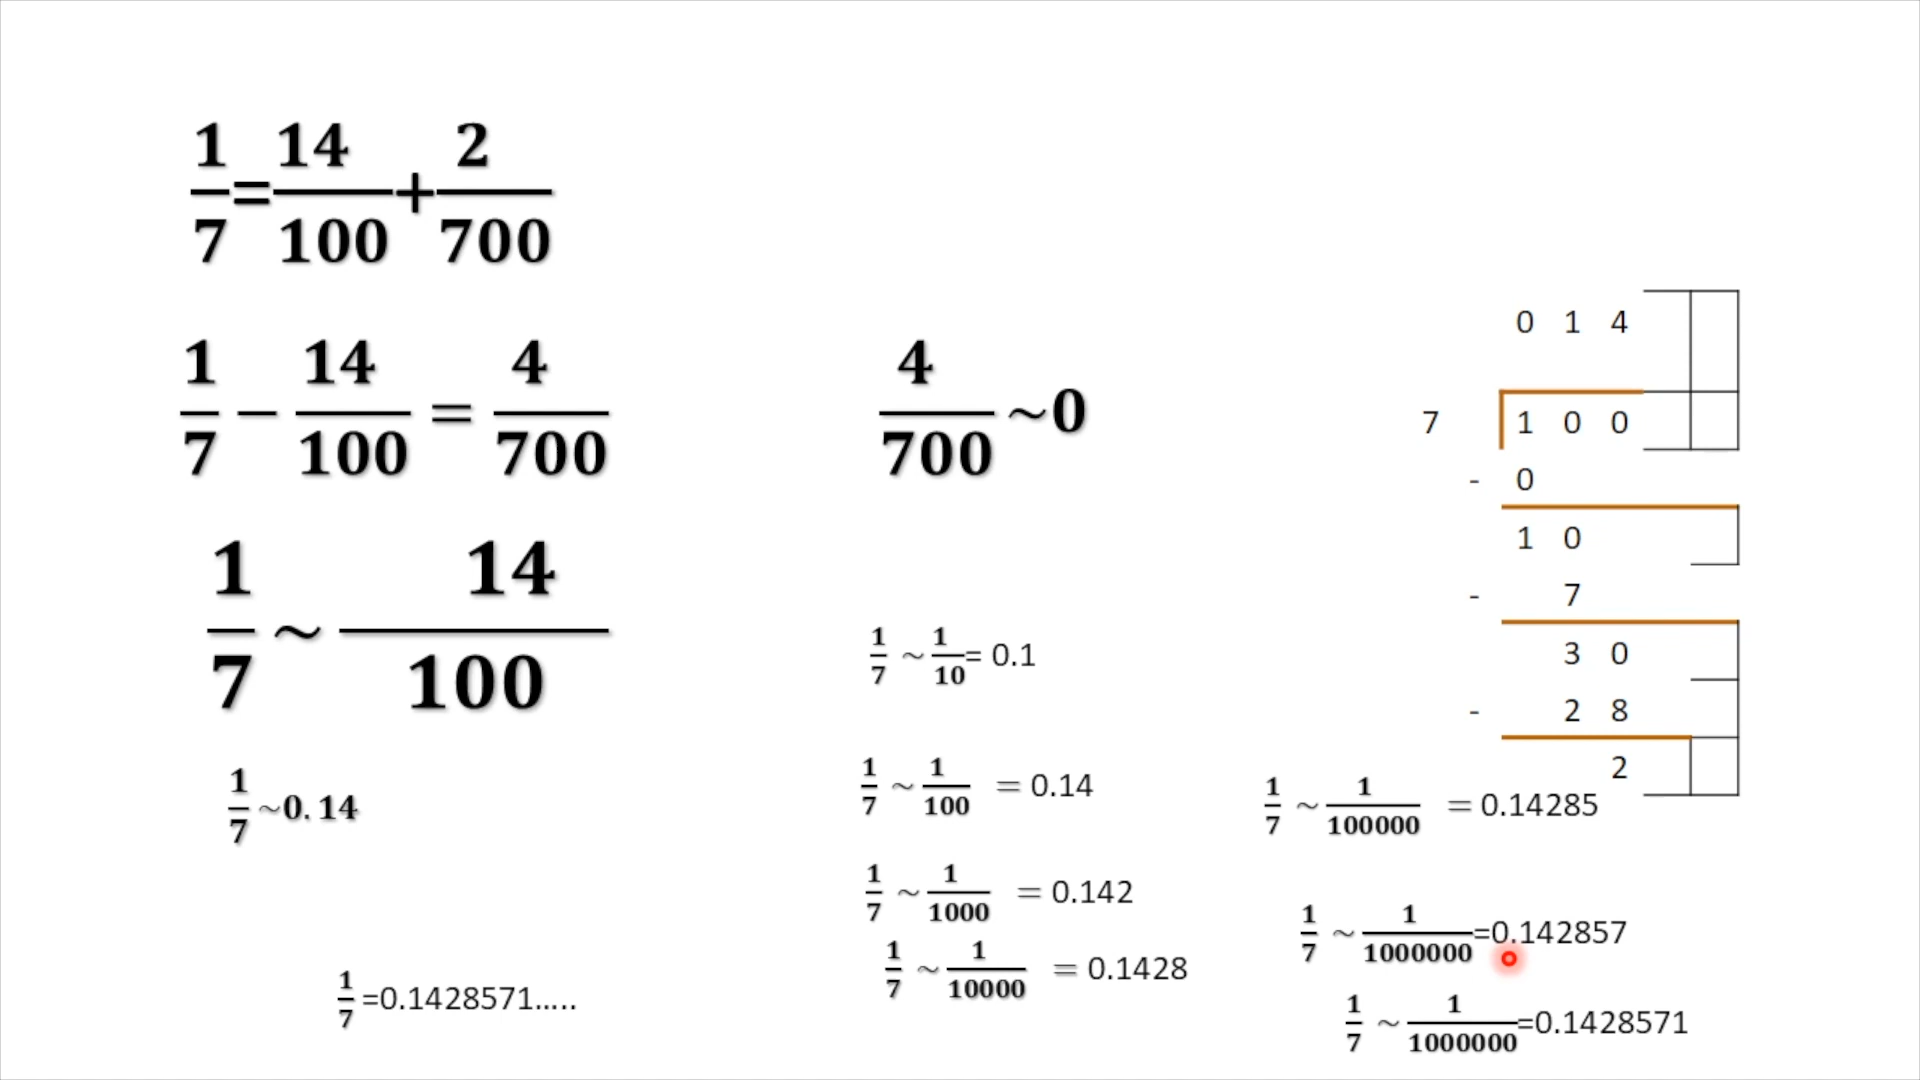 1/7=14/100+2/700
1/7 − 14/100 = 4/700
4/700 ~0
1/7 ~ 14/100
1/7 ~0.14
1/7 =0.1428571.....
1/7 ~ 1/10= 0.1
1/7 ~ 1/100 = 0.14
1/7 ~ 1/1000 = 0.142
1/7 ~ 1/10000 = 0.1428
0 1 4
7 1 0 0
- 0
1 0
- 7
3 0
- 2 8
2
1/7 ~ 1/100000 = 0.14285
1/7 ~ 1/1000000=0.142857
1/7 ~ 1/1000000=0.1428571